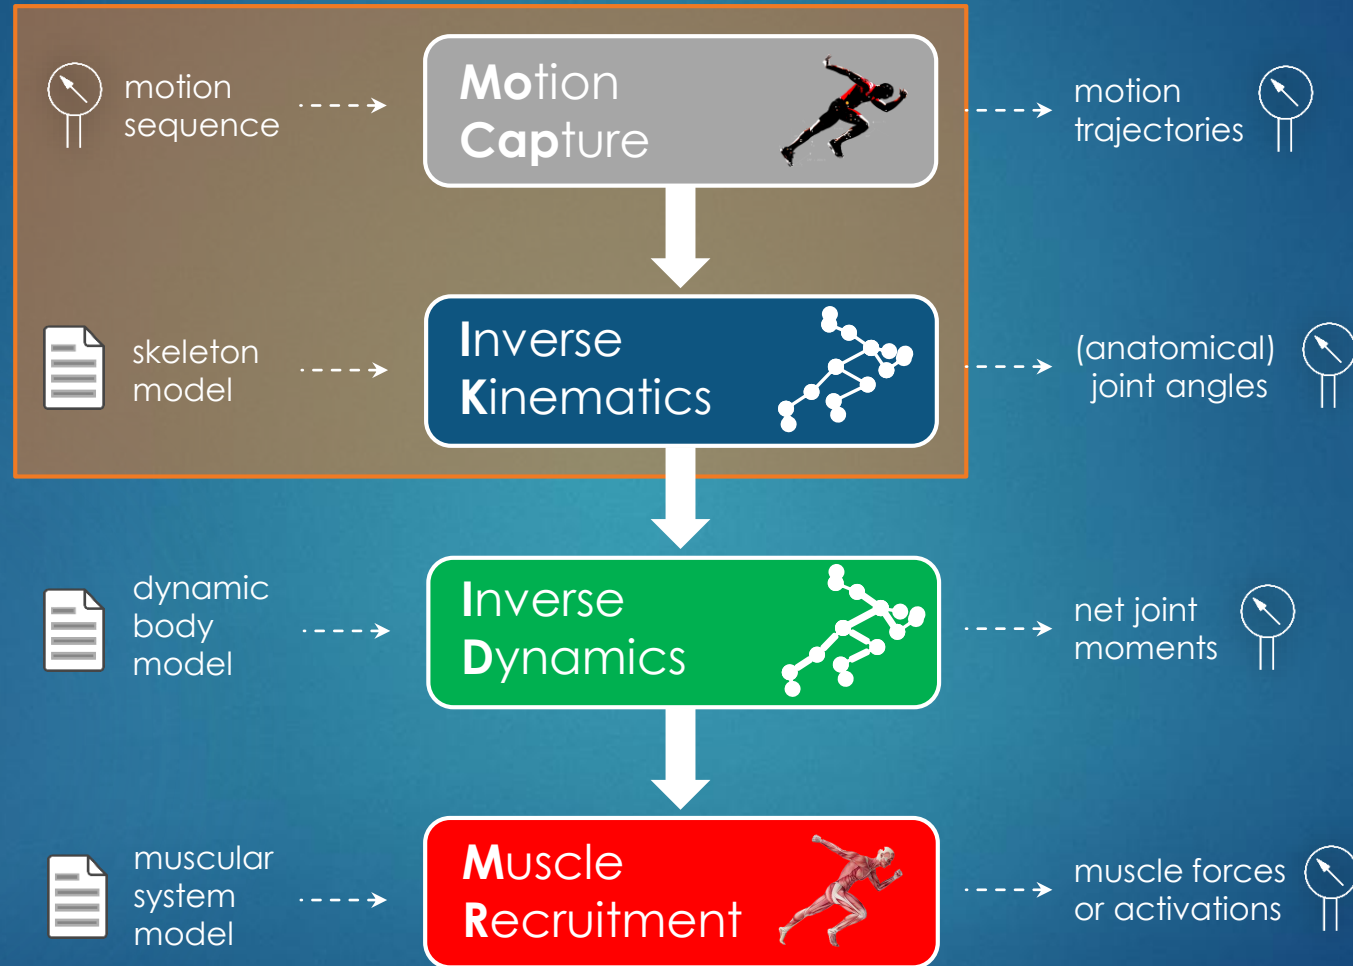 motion
sequence
Motion
Capture
motion
trajectories
skeleton
model
Inverse
Kinematics
(anatomical)
joint angles
dynamic
body
model
Inverse
Dynamics
net joint
moments
muscular
system
model
Muscle
Recruitment
muscle forces
or activations